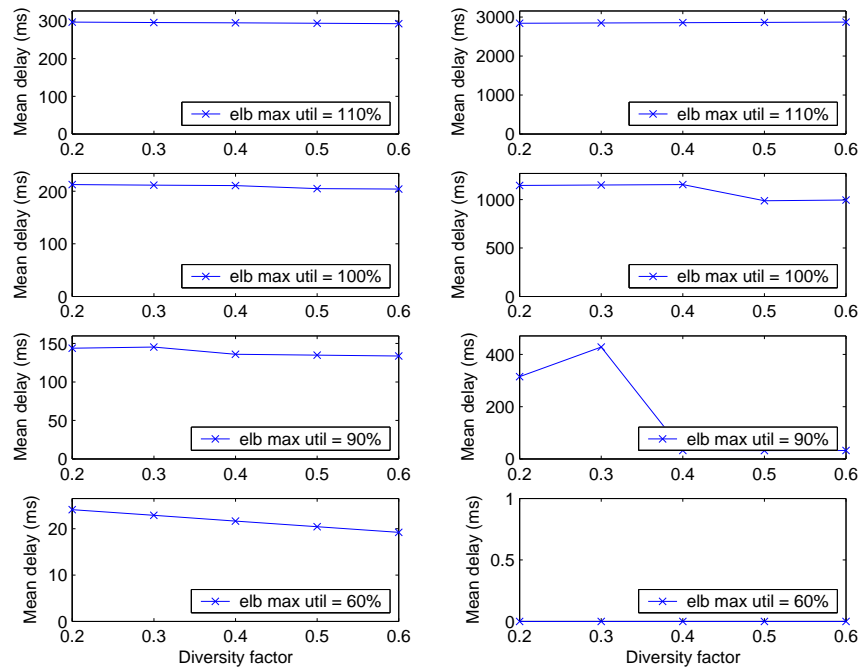 300
200
100
0
Mean delay (ms)
elb max util = 110%
0.2 0.3 0.4 0.5 0.6
3000
2000
1000
0
Mean delay (ms)
elb max util = 110%
0.2 0.3 0.4 0.5 0.6
200
100
0
Mean delay (ms)
elb max util = 100%
0.2 0.3 0.4 0.5 0.6
1000
500
0
Mean delay (ms)
elb max util = 100%
0.2 0.3 0.4 0.5 0.6
150
100
50
0
Mean delay (ms)
elb max util = 90%
0.2 0.3 0.4 0.5 0.6
400
200
0
Mean delay (ms)
elb max util = 90%
0.2 0.3 0.4 0.5 0.6
20
10
0
Mean delay (ms)
elb max util = 60%
0.2 0.3 0.4 0.5 0.6
Diversity factor
1
0.5
0
Mean delay (ms)
elb max util = 60%
0.2 0.3 0.4 0.5 0.6
Diversity factor